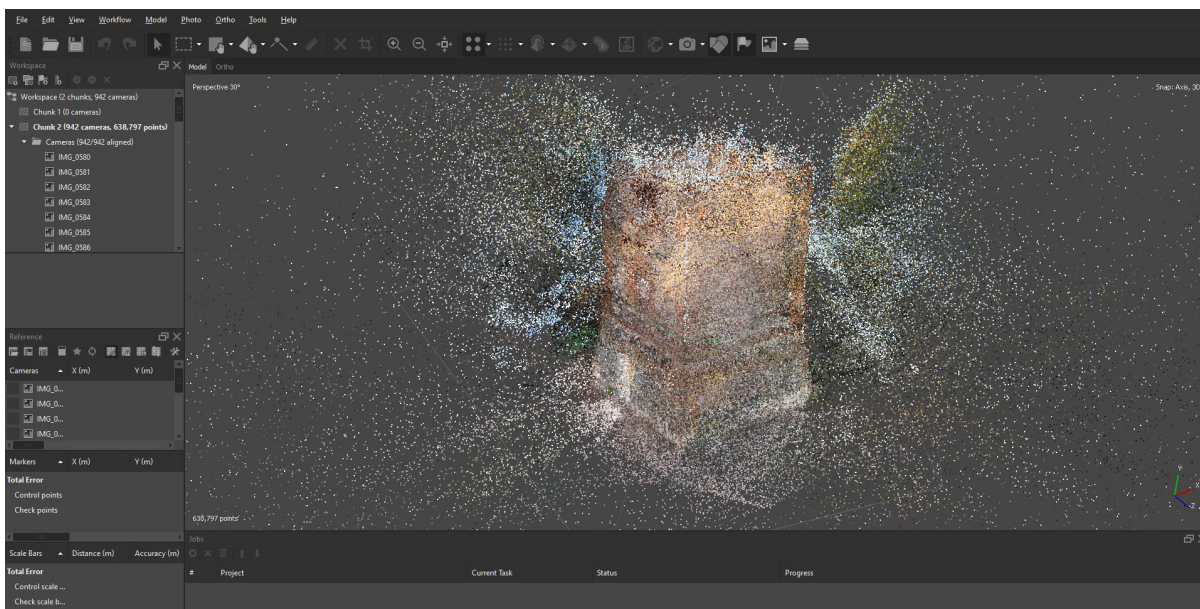 File Edit View Workflow Model Photo Ortho Tools Help
Workspace
Workspace (2 chunks, 942 cameras)
Chunk 1 (0 cameras)
Chunk 2 (942 cameras, 638,797 points)
Cameras (942/942 aligned)
IMG_0580
IMG_0581
IMG_0582
IMG_0583
IMG_0584
IMG_0585
IMG_0586
Reference
Cameras X (m) Y (m)
IMG_0...
IMG_0...
IMG_0...
IMG_0...
Markers X (m) Y (m)
Total Error
Control points
Check points
Scale Bars Distance (m) Accuracy (m)
Total Error
Control scale ...
Check scale b...
Model Ortho
Perspective 30°
Snap: Axis, 3D
Y
X
Z
638,797 points
Jobs
# Project Current Task Status Progress